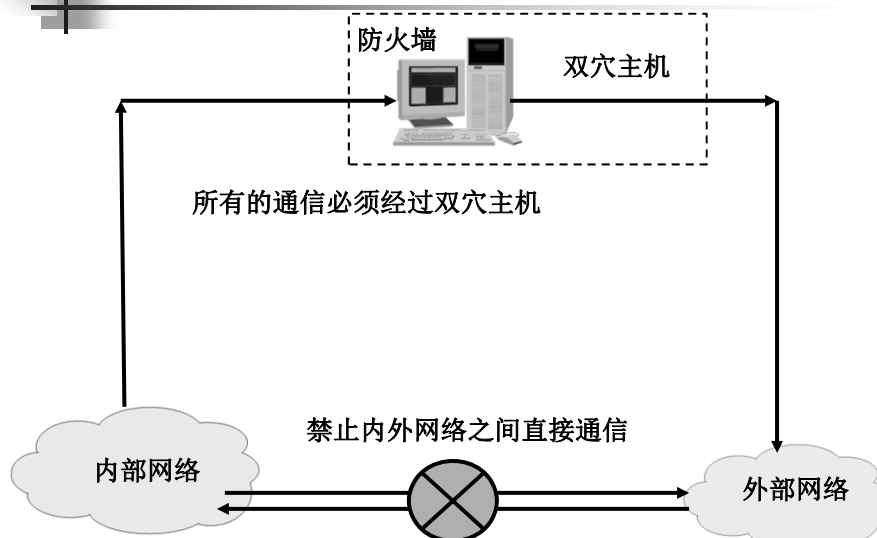 防火墙
双穴主机
所有的通信必须经过双穴主机
禁止内外网络之间直接通信
内部网络
外部网络